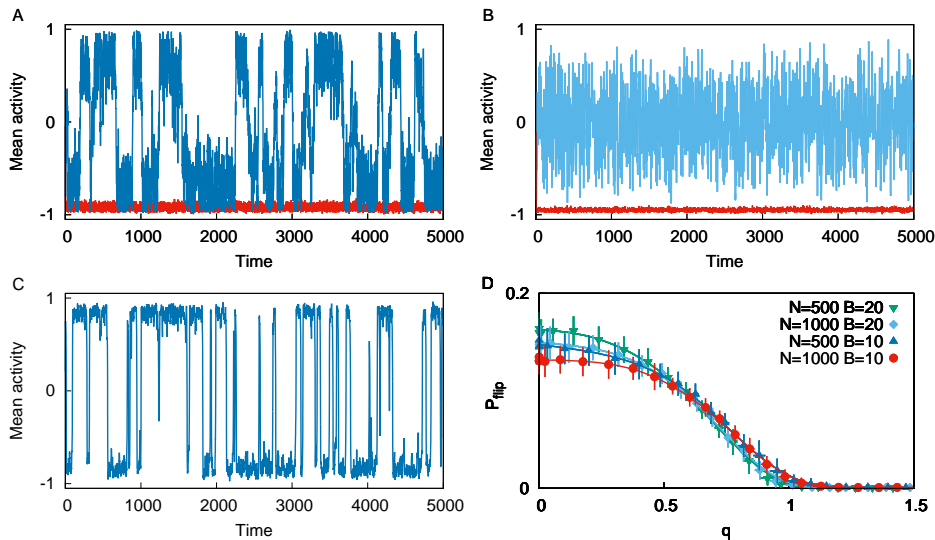 A
Mean activity
1
0
-1
0 1000 2000 3000 4000 5000
Time
B
Mean activity
1
0
-1
0 1000 2000 3000 4000 5000
Time
C
Mean activity
1
0
-1
0 1000 2000 3000 4000 5000
Time
D
0.2
N=500 B=20
N=1000 B=20
N=500 B=10
N=1000 B=10
Pflip
0
0 0.5 1 1.5
q